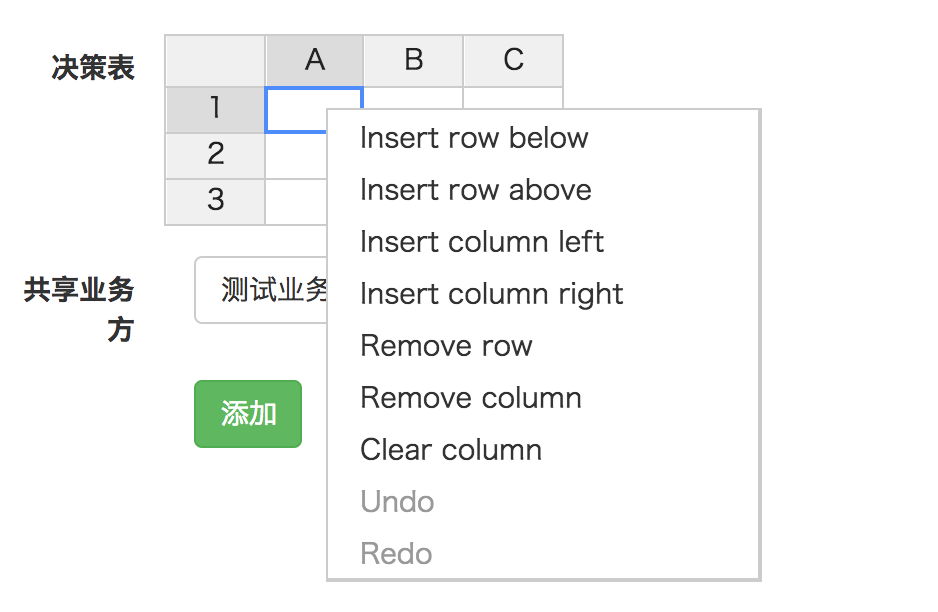 决策表
A B C
1
2
3
Insert row below
Insert row above
Insert column left
Insert column right
Remove row
Remove column
Clear column
Undo
Redo
共享业务
方
测试业务
添加